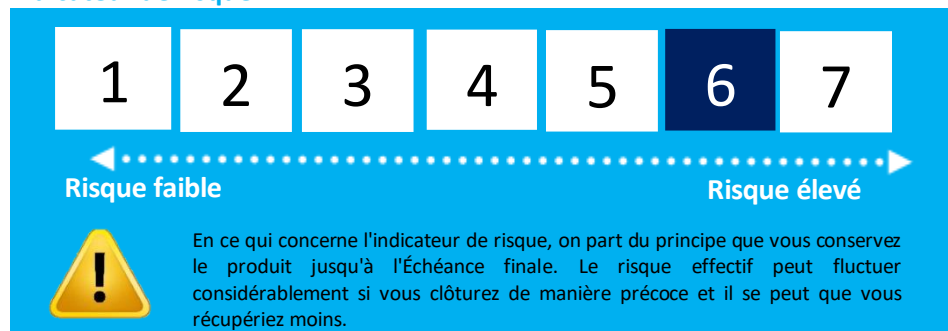 1 2 3 4 5 6 7
Risque faible Risque élevé
En ce qui concerne l'indicateur de risque, on part du principe que vous conservez
le produit jusqu'à l'Échéance finale. Le risque effectif peut fluctuer
considérablement si vous clôturez de manière précoce et il se peut que vous
récupériez moins.